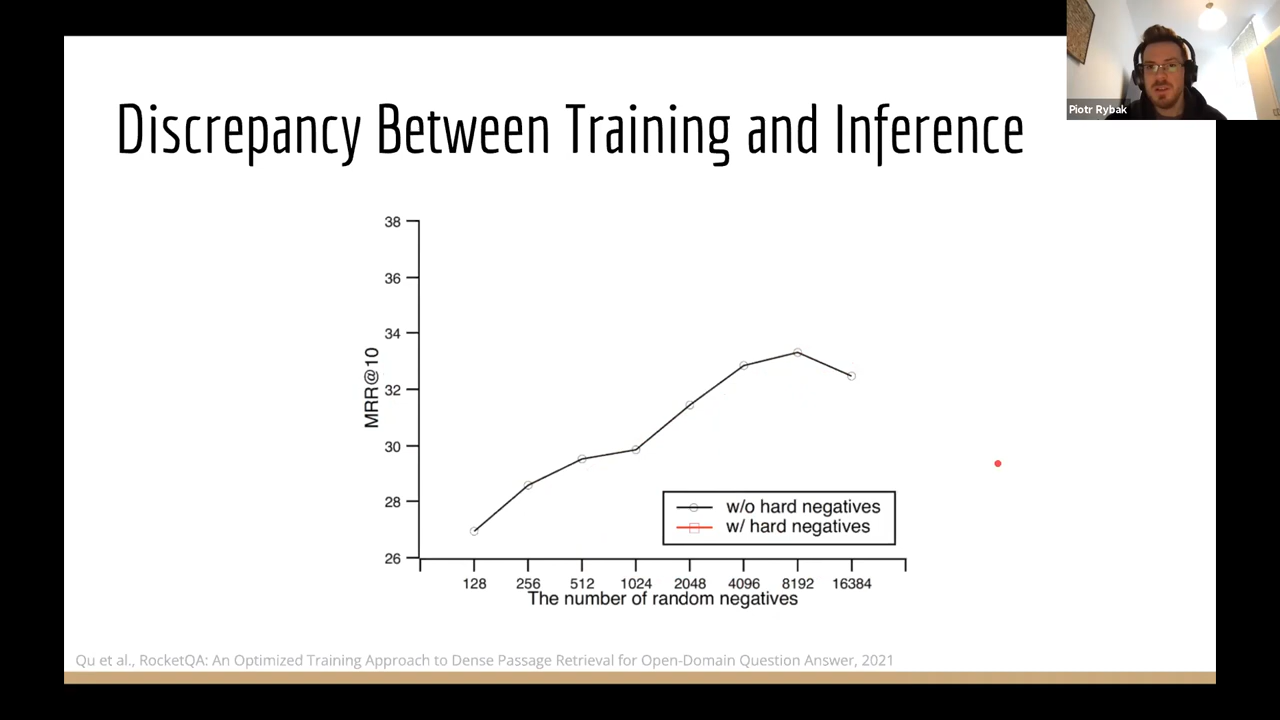 Piotr Rybak
Discrepancy Between Training and Inference
38
36
34
32
30
28
26
MRR@10
w/o hard negatives
w/ hard negatives
128 256 512 1024 2048 4096 8192 16384
The number of random negatives
Qu et al., RocketQA: An Optimized Training Approach to Dense Passage Retrieval for Open-Domain Question Answer, 2021